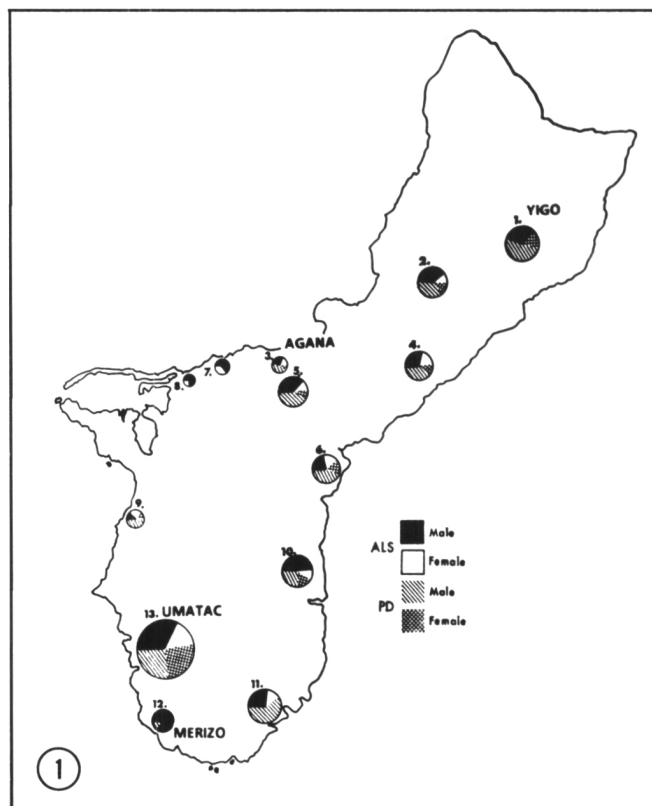 YIGO
1.
2.
AGANA
3.
4.
7.
8.
5.
6.
9.
ALS
Male
Female
PD
Male
Female
10.
13. UMATAC
11.
12.
MERIZO
1